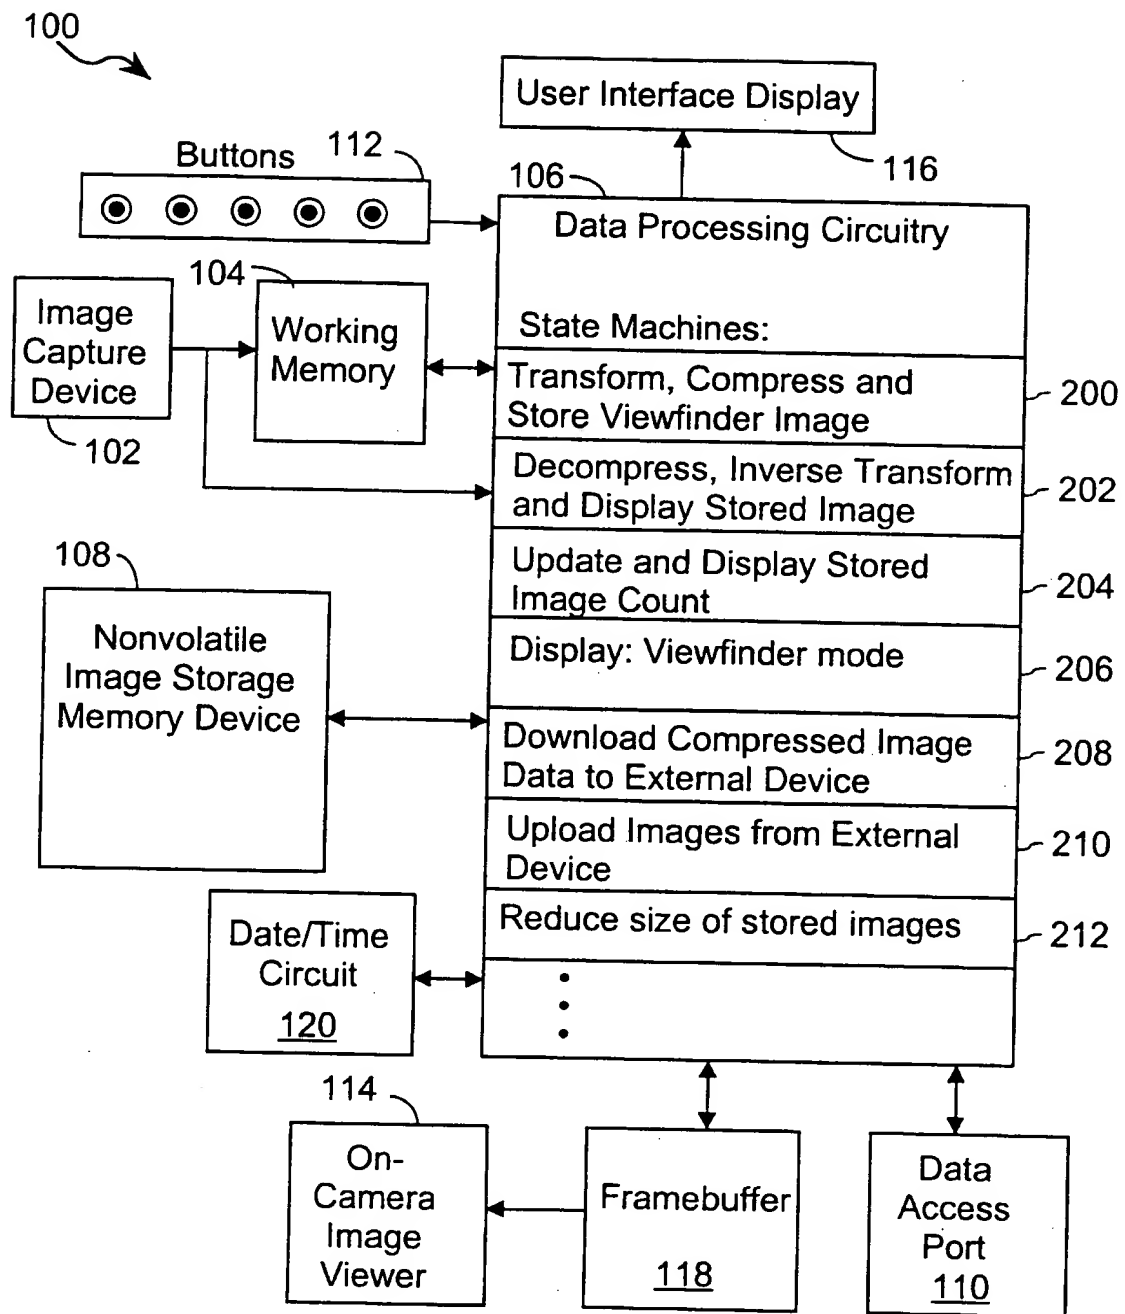 100
User Interface Display
116
Buttons
112
106
Data Processing Circuitry
State Machines:
104
Image
Capture
Device
102
Working
Memory
Transform, Compress and
Store Viewfinder Image
200
Decompress, Inverse Transform
and Display Stored Image
202
Update and Display Stored
Image Count
204
108
Nonvolatile
Image Storage
Memory Device
Display: Viewfinder mode
206
Download Compressed Image
Data to External Device
208
Upload Images from External
Device
210
Reduce size of stored images
212
Date/Time
Circuit
120
114
On-
Camera
Image
Viewer
Framebuffer
118
Data
Access
Port
110